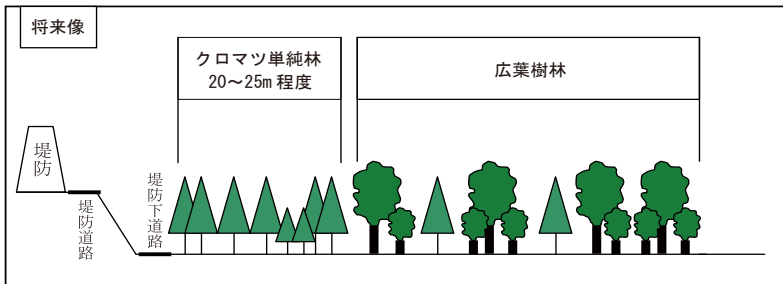 将来像
クロマツ単純林
20～25m 程度
広葉樹林
堤防
堤防道路
堤防下道路